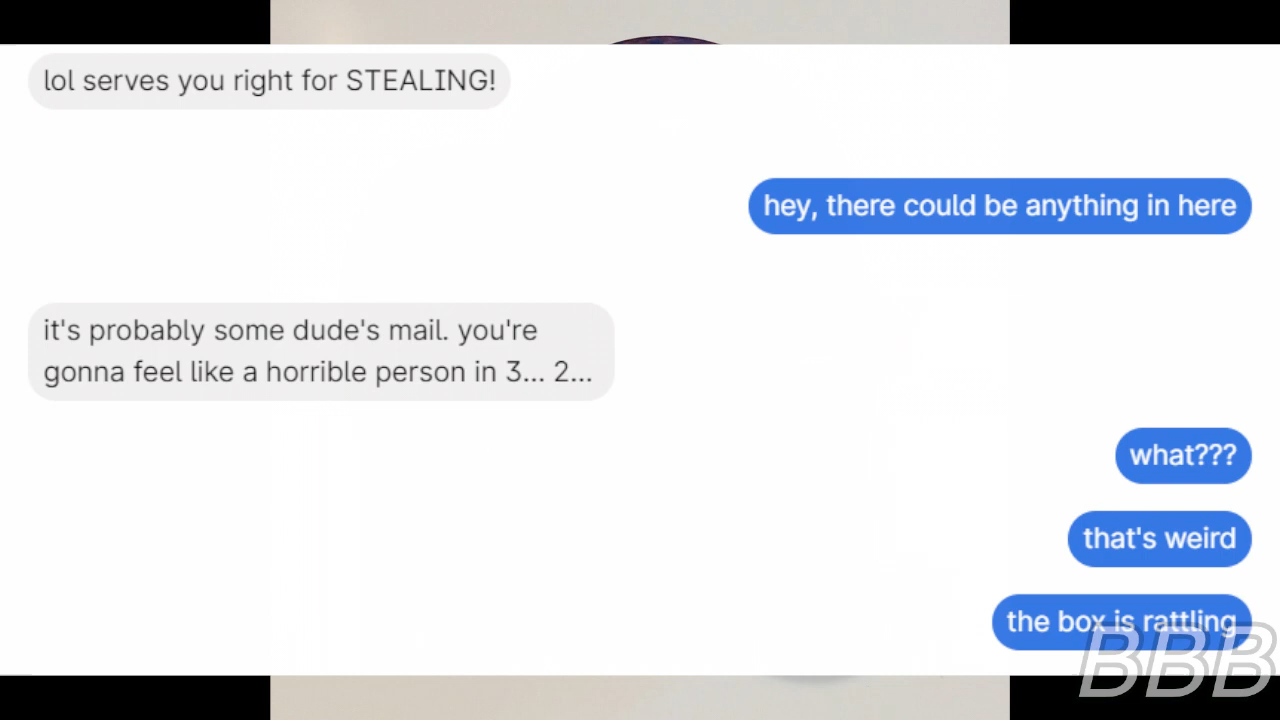 lol serves you right for STEALING!
hey, there could be anything in here
it's probably some dude's mail. you're
gonna feel like a horrible person in 3... 2...
what???
that's weird
the box is rattling
BBB